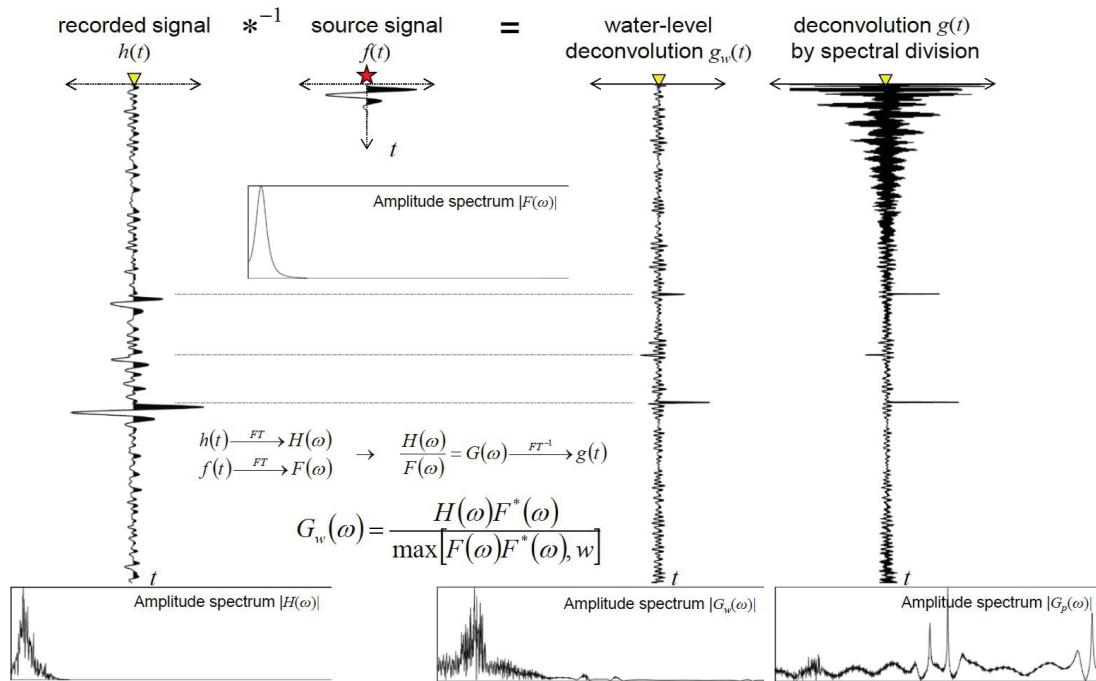 recorded signal *⁻¹ source signal = water-level deconvolution g(t)
h(t) f(t) deconvolution g_w(t) by spectral division
t
Amplitude spectrum |F(ω)|
h(t) —FT→ H(ω)
f(t) —FT→ F(ω)
→ H(ω)/F(ω) = G(ω) —FT⁻¹→ g(t)
G_w(ω) = H(ω)F*(ω) / max[F(ω)F*(ω), w]
t t t
Amplitude spectrum |H(ω)| Amplitude spectrum |G_w(ω)| Amplitude spectrum |G_p(ω)|